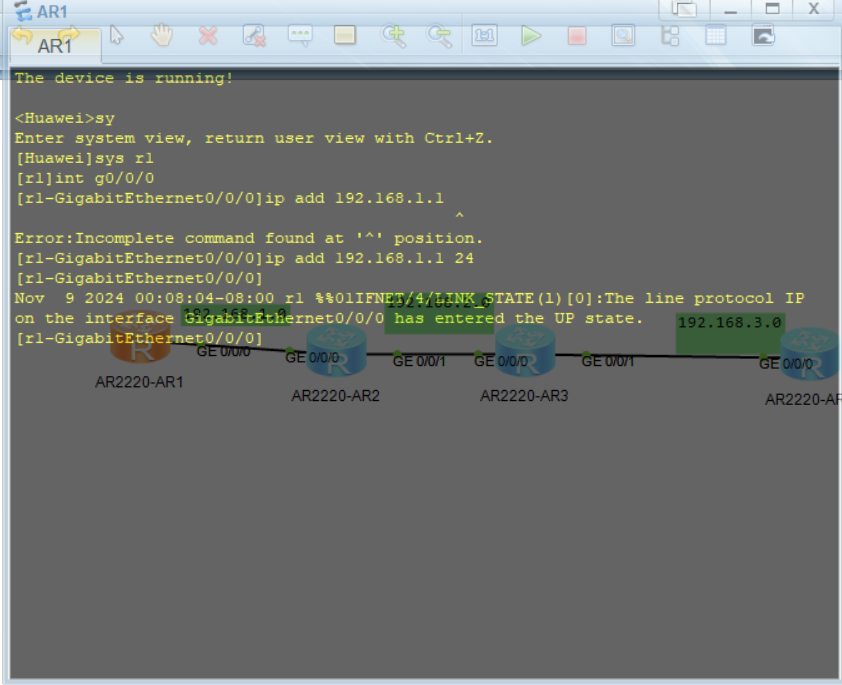 AR1
AR1
The device is running!
<Huawei>sy
Enter system view, return user view with Ctrl+Z.
[Huawei]sys r1
[r1]int g0/0/0
[r1-GigabitEthernet0/0/0]ip add 192.168.1.1
^
Error:Incomplete command found at '^' position.
[r1-GigabitEthernet0/0/0]ip add 192.168.1.1 24
[r1-GigabitEthernet0/0/0]
Nov  9 2024 00:08:04-08:00 r1 %%01IFNET/4/LINK_STATE(l)[0]:The line protocol IP
on the interface GigabitEthernet0/0/0 has entered the UP state.
[r1-GigabitEthernet0/0/0]
192.168.1.0
192.168.2.0
192.168.3.0
GE 0/0/0
GE 0/0/0
GE 0/0/1
GE 0/0/0
GE 0/0/1
GE 0/0/0
AR2220-AR1
AR2220-AR2
AR2220-AR3
AR2220-AR